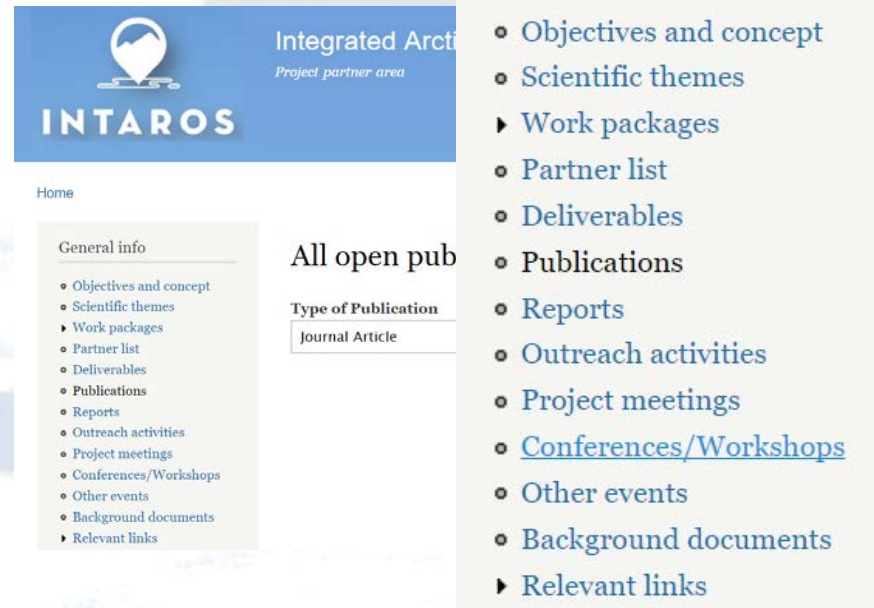 INTAROS
Integrated Arcti
Project partner area
Home
General info
Objectives and concept
Scientific themes
Work packages
Partner list
Deliverables
Publications
Reports
Outreach activities
Project meetings
Conferences/Workshops
Other events
Background documents
Relevant links
All open pub
Type of Publication
Journal Article
Objectives and concept
Scientific themes
Work packages
Partner list
Deliverables
Publications
Reports
Outreach activities
Project meetings
Conferences/Workshops
Other events
Background documents
Relevant links